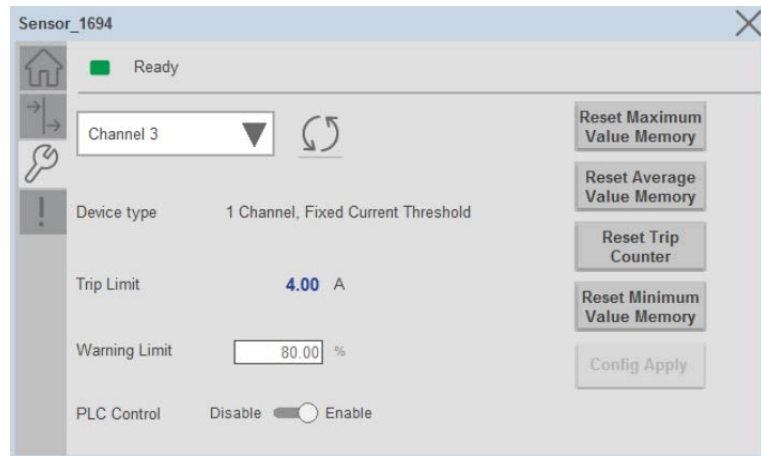 Sensor_1694
Ready
Channel 3
Reset Maximum
Value Memory
Reset Average
Value Memory
Device type 1 Channel, Fixed Current Threshold
Reset Trip
Counter
Trip Limit 4.00 A
Reset Minimum
Value Memory
Warning Limit 80.00 %
Config Apply
PLC Control Disable Enable